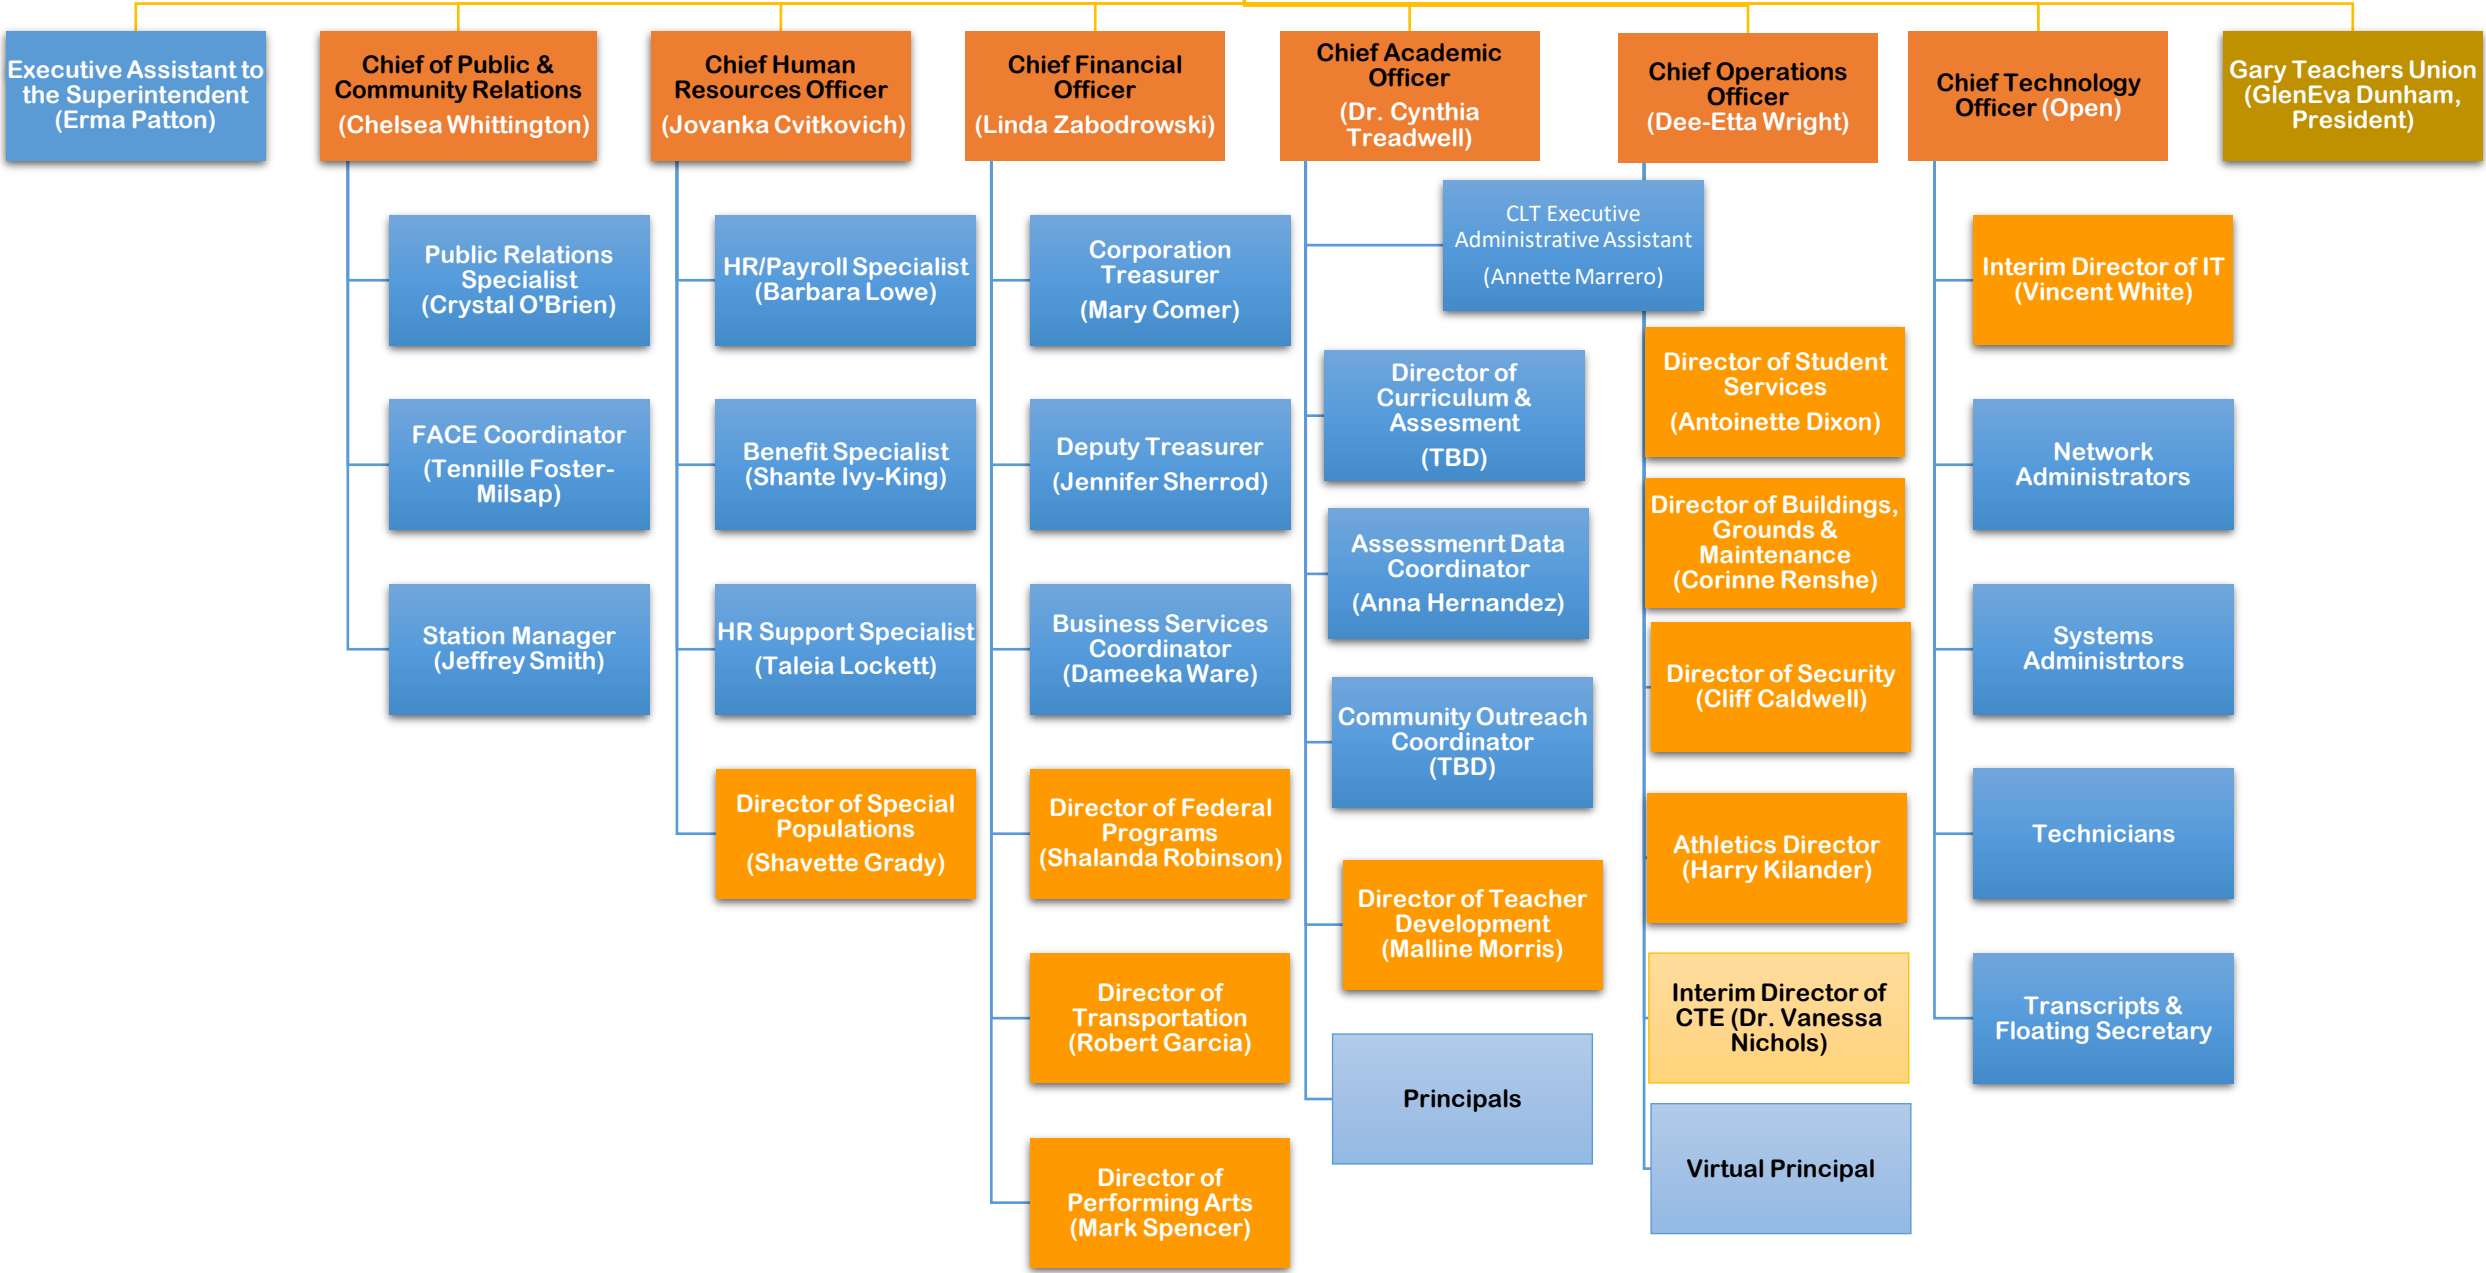 Executive Assistant to
the Superintendent
(Erma Patton)
Chief of Public &
Community Relations
(Chelsea Whittington)
Chief Human
Resources Officer
(Jovanka Cvitkovich)
Chief Financial
Officer
(Linda Zabodrowski)
Chief Academic
Officer
(Dr. Cynthia
Treadwell)
Chief Operations
Officer
(Dee-Etta Wright)
Chief Technology
Officer (Open)
Gary Teachers Union
(GlenEva Dunham,
President)
Public Relations
Specialist
(Crystal O'Brien)
FACE Coordinator
(Tennille Foster-
Milsap)
Station Manager
(Jeffrey Smith)
HR/Payroll Specialist
(Barbara Lowe)
Benefit Specialist
(Shante Ivy-King)
HR Support Specialist
(Taleia Lockett)
Director of Special
Populations
(Shavette Grady)
Corporation
Treasurer
(Mary Comer)
Deputy Treasurer
(Jennifer Sherrod)
Business Services
Coordinator
(Dameeka Ware)
Director of Federal
Programs
(Shalanda Robinson)
Director of
Transportation
(Robert Garcia)
Director of
Performing Arts
(Mark Spencer)
CLT Executive
Administrative Assistant
(Annette Marrero)
Director of
Curriculum &
Assesment
(TBD)
Assessmenrt Data
Coordinator
(Anna Hernandez)
Community Outreach
Coordinator
(TBD)
Director of Teacher
Development
(Malline Morris)
Principals
Director of Student
Services
(Antoinette Dixon)
Director of Buildings,
Grounds &
Maintenance
(Corinne Renshe)
Director of Security
(Cliff Caldwell)
Athletics Director
(Harry Kilander)
Interim Director of
CTE (Dr. Vanessa
Nichols)
Virtual Principal
Interim Director of IT
(Vincent White)
Network
Administrators
Systems
Administrtors
Technicians
Transcripts &
Floating Secretary